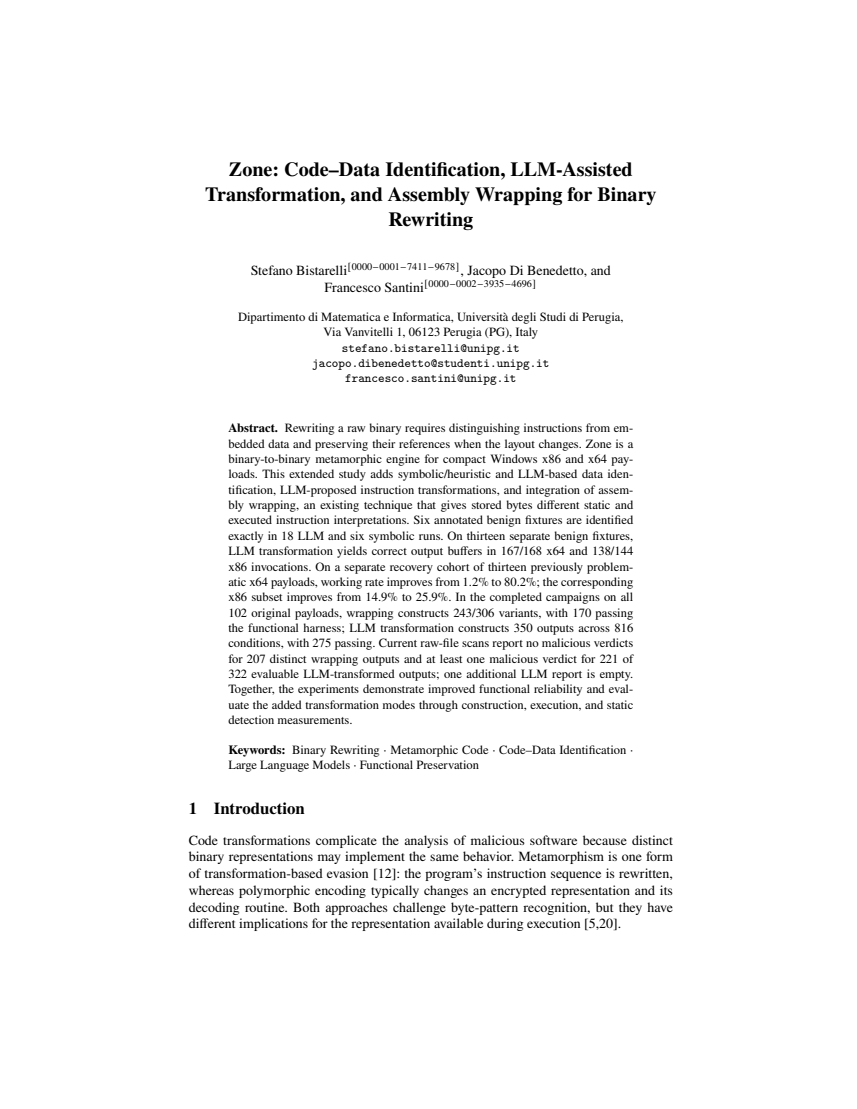 Zone: Code–Data Identification, LLM-Assisted
Transformation, and Assembly Wrapping for Binary
Rewriting
Stefano Bistarelli[0000−0001−7411−9678], Jacopo Di Benedetto, and
Francesco Santini[0000−0002−3935−4696]
Dipartimento di Matematica e Informatica, Università degli Studi di Perugia,
Via Vanvitelli 1, 06123 Perugia (PG), Italy
stefano.bistarelli@unipg.it
jacopo.dibenedetto@studenti.unipg.it
francesco.santini@unipg.it
Abstract. Rewriting a raw binary requires distinguishing instructions from em-
bedded data and preserving their references when the layout changes. Zone is a
binary-to-binary metamorphic engine for compact Windows x86 and x64 pay-
loads. This extended study adds symbolic/heuristic and LLM-based data iden-
tification, LLM-proposed instruction transformations, and integration of assem-
bly wrapping, an existing technique that gives stored bytes different static and
executed instruction interpretations. Six annotated benign fixtures are identified
exactly in 18 LLM and six symbolic runs. On thirteen separate benign fixtures,
LLM transformation yields correct output buffers in 167/168 x64 and 138/144
x86 invocations. On a separate recovery cohort of thirteen previously problem-
atic x64 payloads, working rate improves from 1.2% to 80.2%; the corresponding
x86 subset improves from 14.9% to 25.9%. In the completed campaigns on all
102 original payloads, wrapping constructs 243/306 variants, with 170 passing
the functional harness; LLM transformation constructs 350 outputs across 816
conditions, with 275 passing. Current raw-file scans report no malicious verdicts
for 207 distinct wrapping outputs and at least one malicious verdict for 221 of
322 evaluable LLM-transformed outputs; one additional LLM report is empty.
Together, the experiments demonstrate improved functional reliability and eval-
uate the added transformation modes through construction, execution, and static
detection measurements.
Keywords: Binary Rewriting · Metamorphic Code · Code–Data Identification ·
Large Language Models · Functional Preservation
1 Introduction
Code transformations complicate the analysis of malicious software because distinct
binary representations may implement the same behavior. Metamorphism is one form
of transformation-based evasion [12]: the program's instruction sequence is rewritten,
whereas polymorphic encoding typically changes an encrypted representation and its
decoding routine. Both approaches challenge byte-pattern recognition, but they have
different implications for the representation available during execution [5,20].